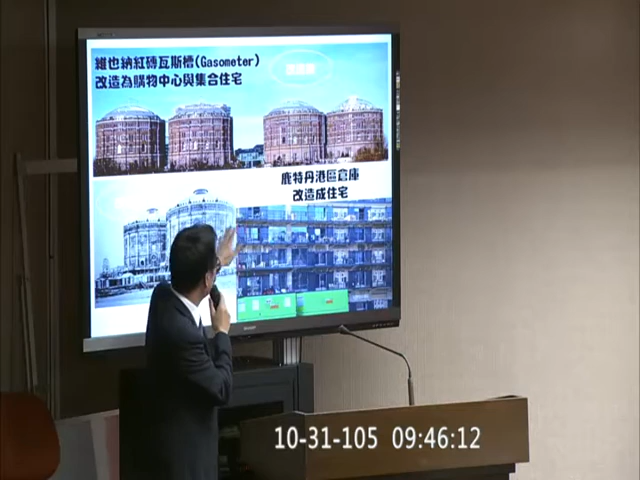 維也納紅磚瓦斯槽(Gasometer)
改造為購物中心與集合住宅
鹿特丹港區倉庫
改造成住宅
10-31-105 09:46:12